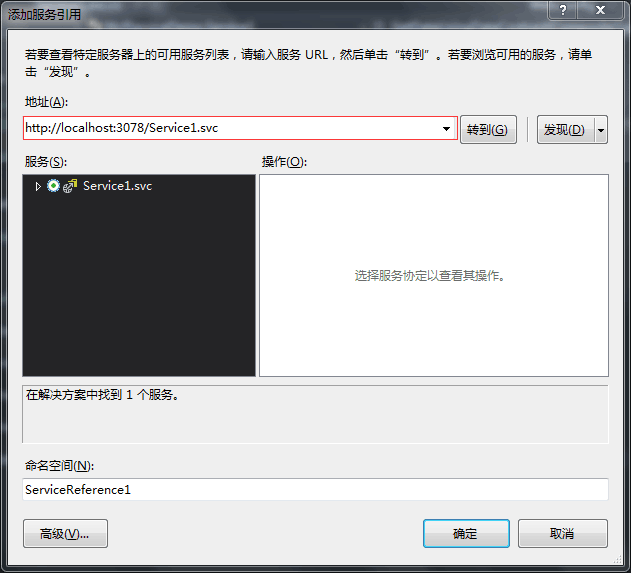 添加服务引用
若要查看特定服务器上的可用服务列表，请输入服务 URL，然后单击“转到”。若要浏览可用的服务，请单
击“发现”。
地址(A):
http://localhost:3078/Service1.svc
转到(G)
发现(D)
服务(S):
操作(O):
Service1.svc
选择服务协定以查看其操作。
在解决方案中找到 1 个服务。
命名空间(N):
ServiceReference1
高级(V)...
确定
取消